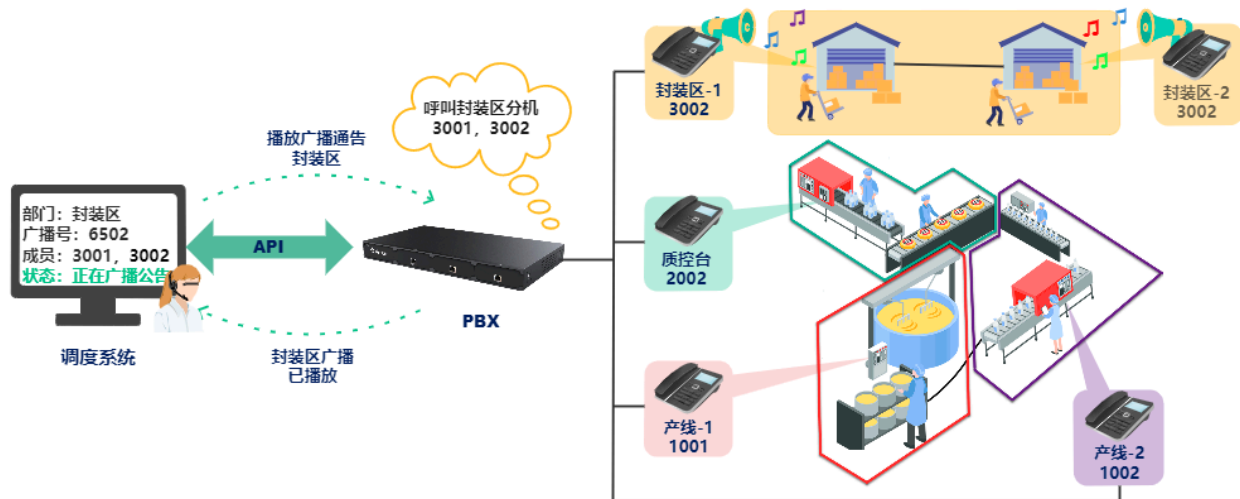 封装区-1
3002
封装区-2
3002
呼叫封装区分机
3001，3002
播放广播通告
封装区
部门：封装区
广播号：6502
成员：3001，3002
状态：正在广播公告
API
PBX
调度系统
封装区广播
已播放
质控台
2002
产线-1
1001
产线-2
1002